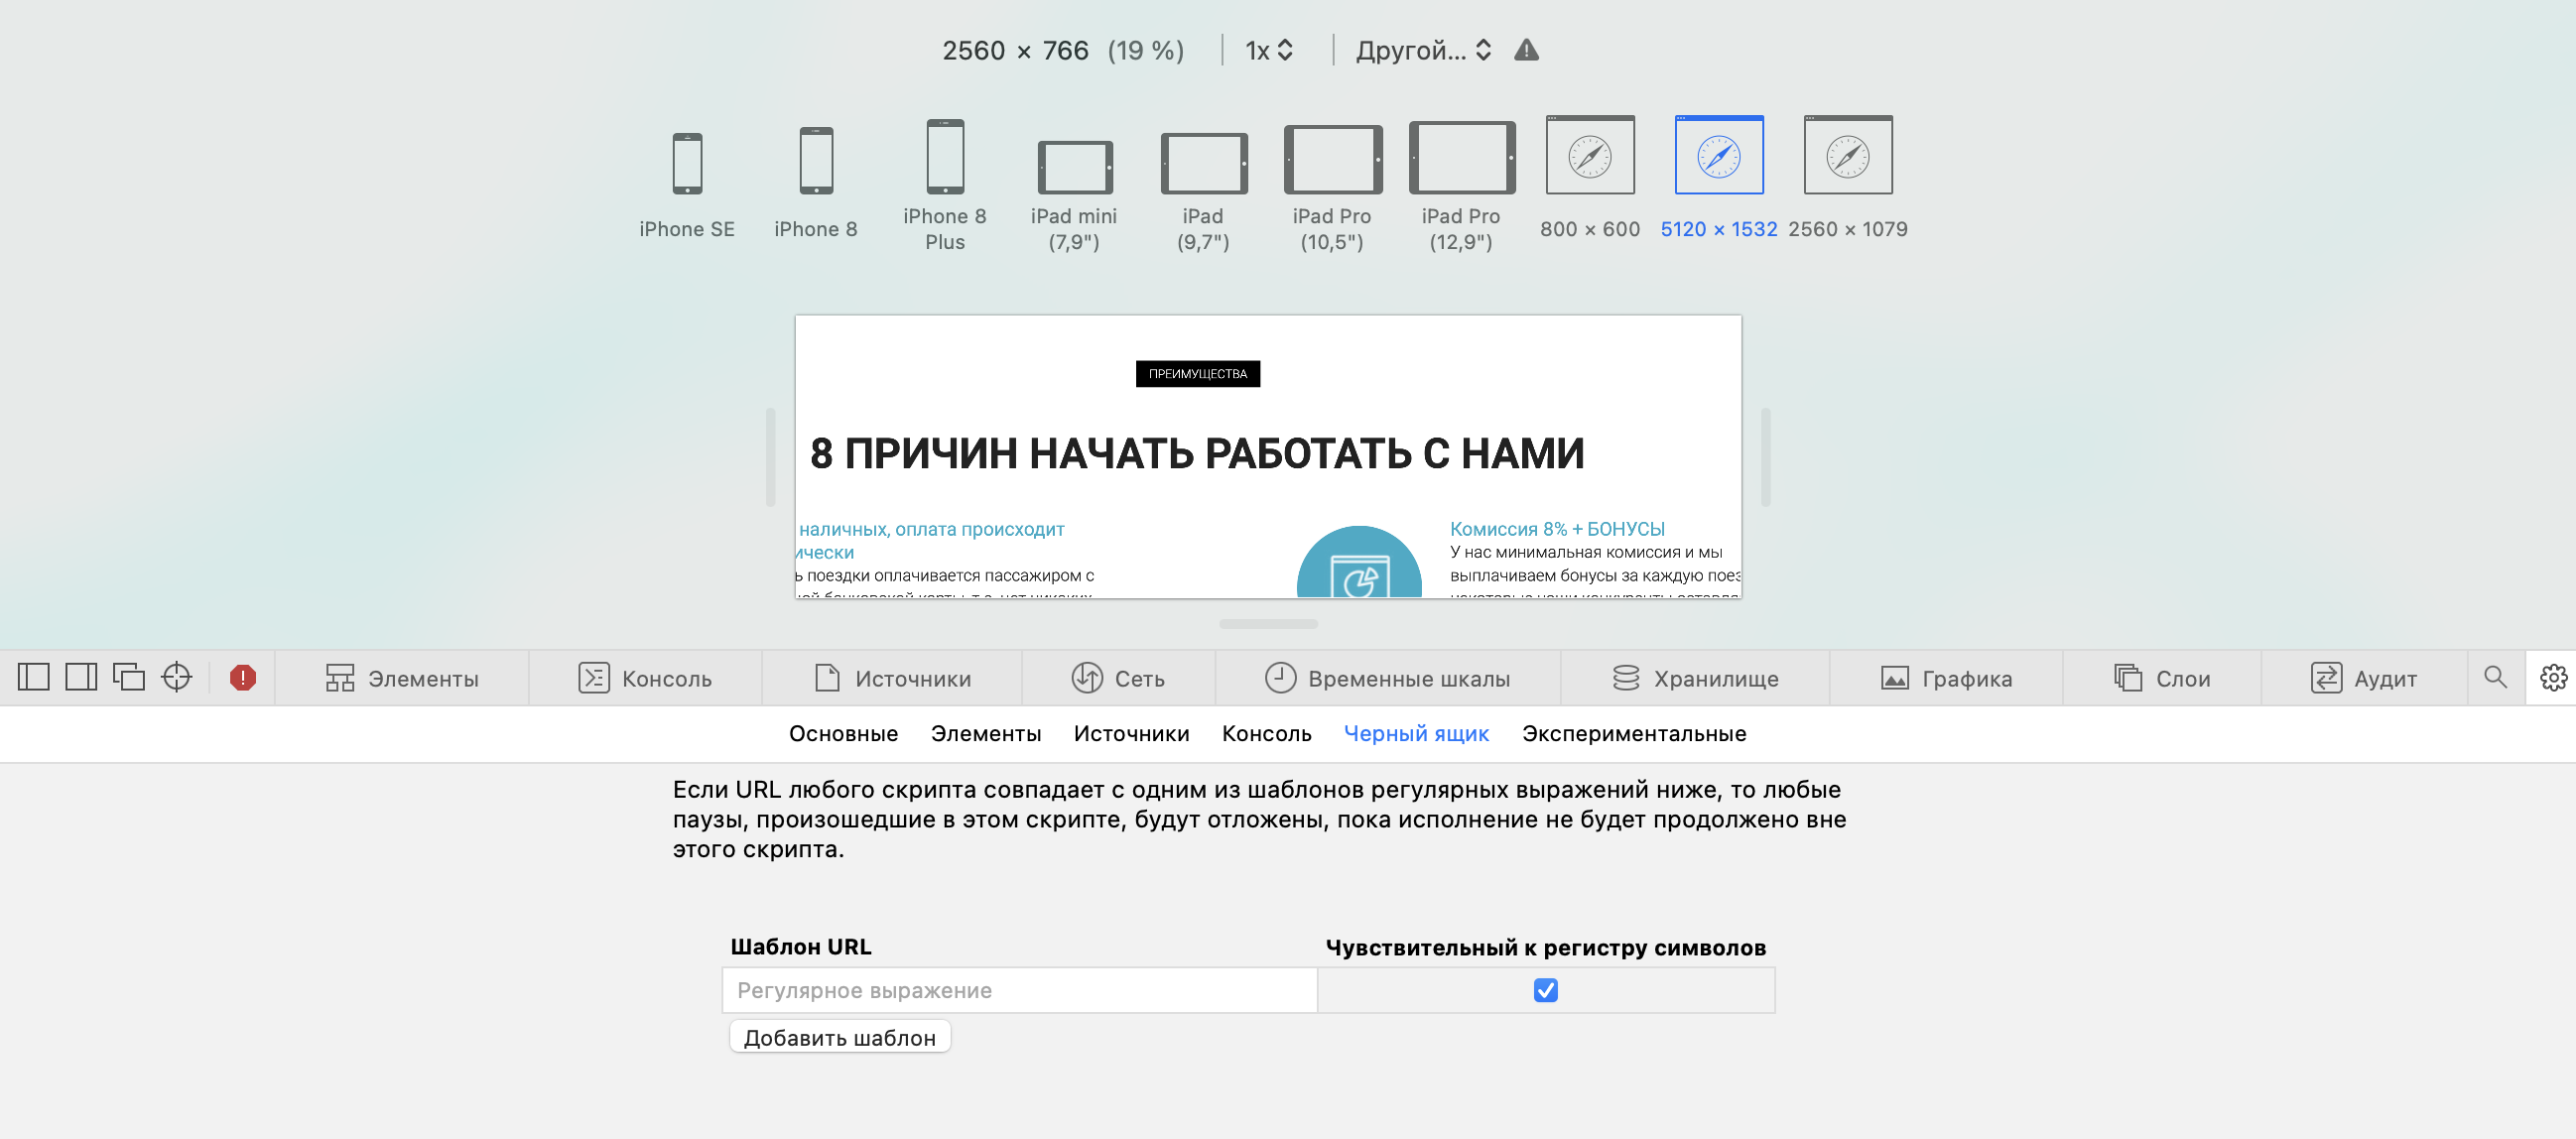 2560 × 766 (19 %) 1x Другой...
iPhone SE
iPhone 8
iPhone 8
Plus
iPad mini
(7,9")
iPad
(9,7")
iPad Pro
(10,5")
iPad Pro
(12,9")
800 × 600
5120 × 1532
2560 × 1079
ПРЕИМУЩЕСТВА
8 ПРИЧИН НАЧАТЬ РАБОТАТЬ С НАМИ
наличных, оплата происходит
ически
ь поездки оплачивается пассажиром с
Комиссия 8% + БОНУСЫ
У нас минимальная комиссия и мы
выплачиваем бонусы за каждую поез
Элементы Консоль Источники Сеть Временные шкалы Хранилище Графика Слои Аудит
Основные Элементы Источники Консоль Черный ящик Экспериментальные
Если URL любого скрипта совпадает с одним из шаблонов регулярных выражений ниже, то любые
паузы, произошедшие в этом скрипте, будут отложены, пока исполнение не будет продолжено вне
этого скрипта.
Шаблон URL Чувствительный к регистру символов
Регулярное выражение
Добавить шаблон